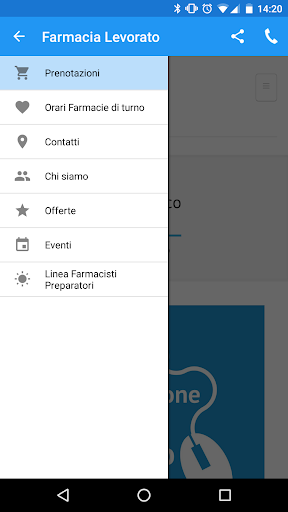 14:20
Farmacia Levorato
Prenotazioni
Orari Farmacie di turno
Contatti
Chi siamo
Offerte
Eventi
Linea Farmacisti
Preparatori
co
one